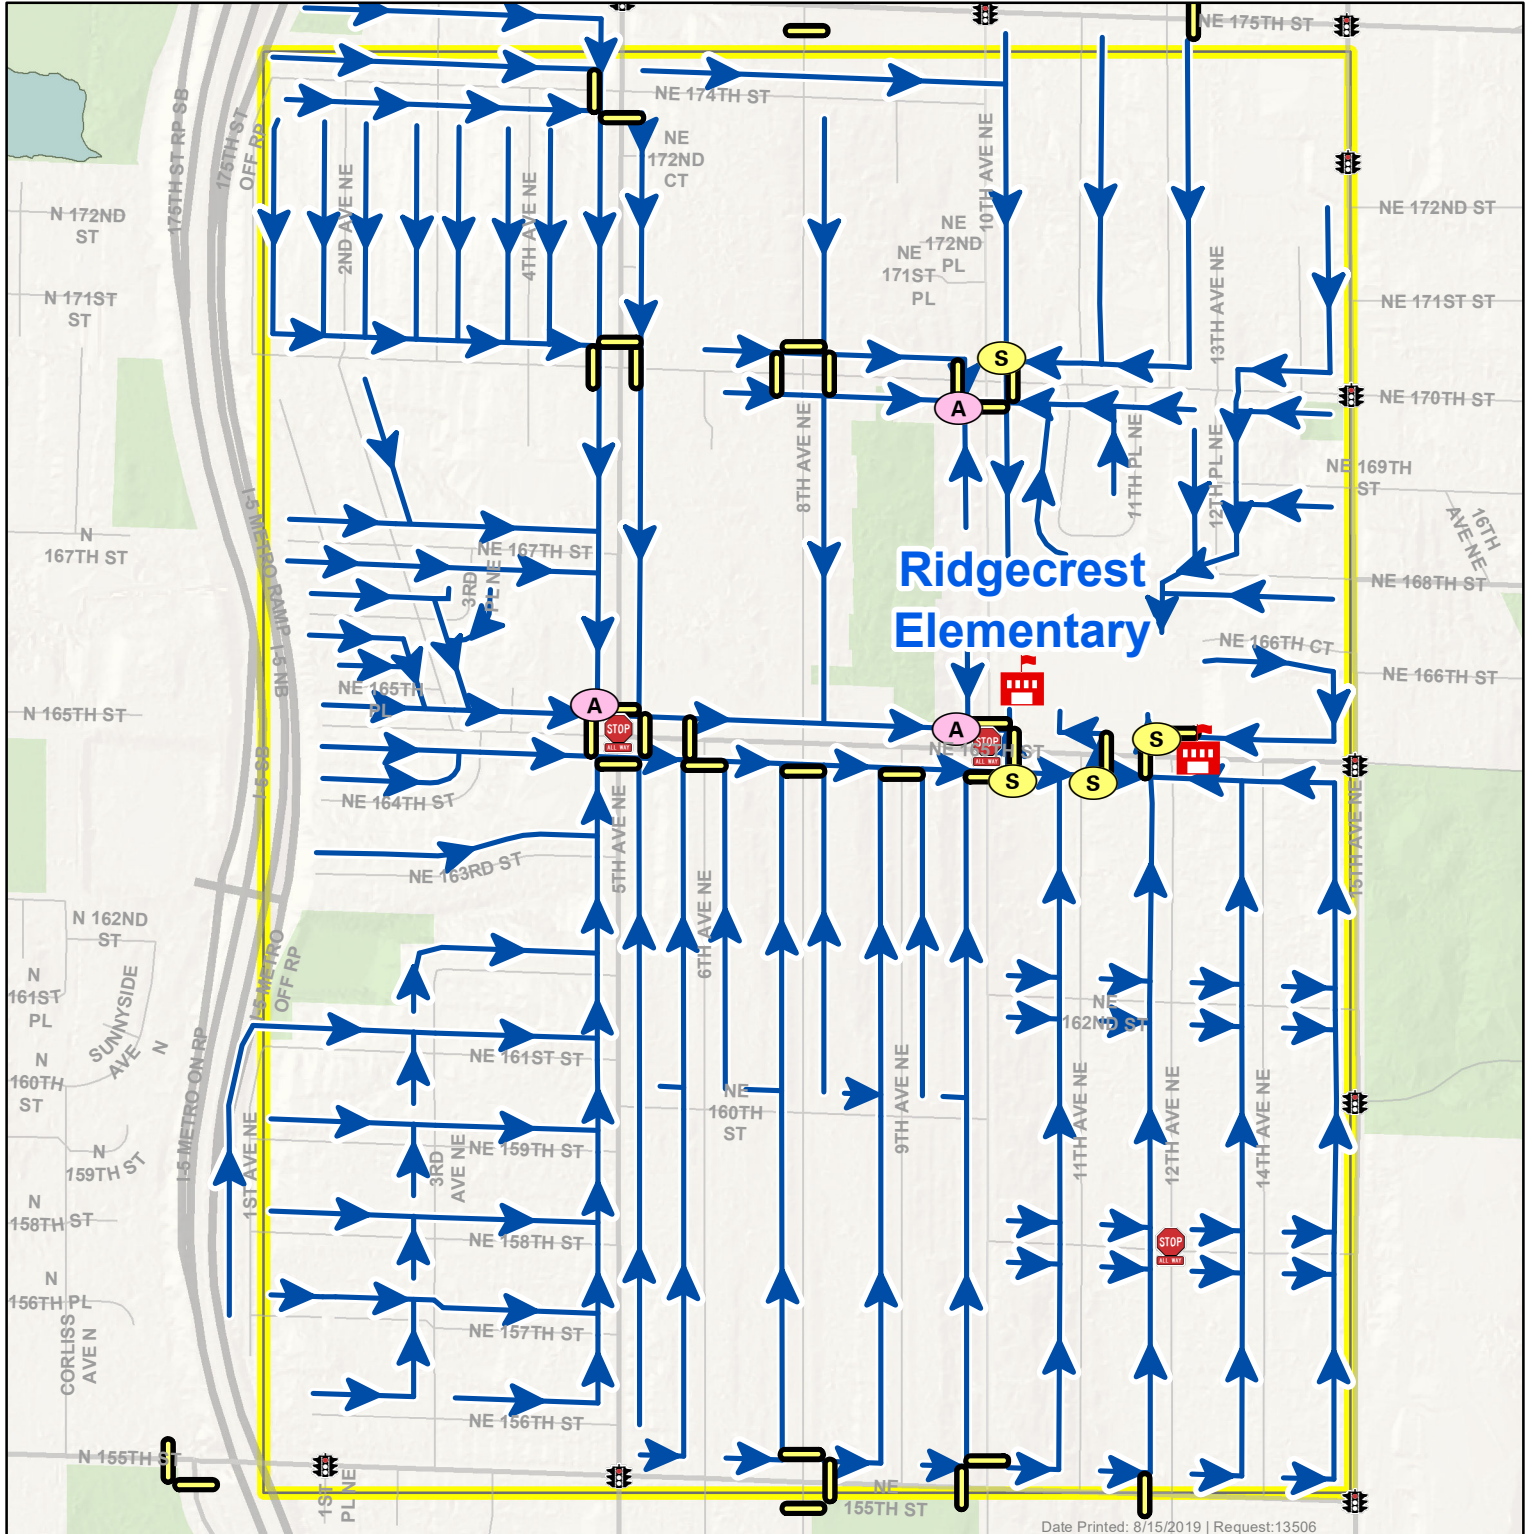 NE 175TH ST
175TH ST RP SB
175TH ST
OFF RP
NE 174TH ST
NE
172ND
CT
10TH AVE NE
N 172ND
ST
2ND AVE NE
4TH AVE NE
NE
172ND
PL
NE
171ST
PL
NE 172ND ST
13TH AVE NE
N 171ST
ST
NE 171ST ST
S
A
NE 170TH ST
8TH AVE NE
11TH PL NE
12TH PL NE
NE 169TH
ST
16TH
AVE NE
I-5 METRO RAMP
N
167TH ST
NE 167TH ST
3RD
PL NE
Ridgecrest
Elementary
NE 168TH ST
NE 166TH CT
NE 166TH ST
I-5 NB
NE 165TH
PL
N 165TH ST
A
STOP
ALL WAY
A
STOP
ALL WAY
NE 165TH ST
S
S
S
I-5 SB
NE 164TH ST
15TH AVE NE
5TH AVE NE
NE 163RD ST
6TH AVE NE
N 162ND
ST
I-5 METRO
OFF RP
N
161ST
PL
SUNNYSIDE
AVE N
NE
162ND ST
I-5 METRO ON RP
N
160TH
ST
NE 161ST ST
9TH AVE NE
11TH AVE NE
12TH AVE NE
14TH AVE NE
NE
160TH
ST
1ST AVE NE
N
159TH ST
3RD
AVE NE
NE 159TH ST
N
158TH ST
NE 158TH ST
STOP
ALL WAY
N
156TH PL
CORLISS
AVE N
NE 157TH ST
NE 156TH ST
N 155TH ST
1ST
PL NE
NE
155TH ST
Date Printed: 8/15/2019 | Request:13506